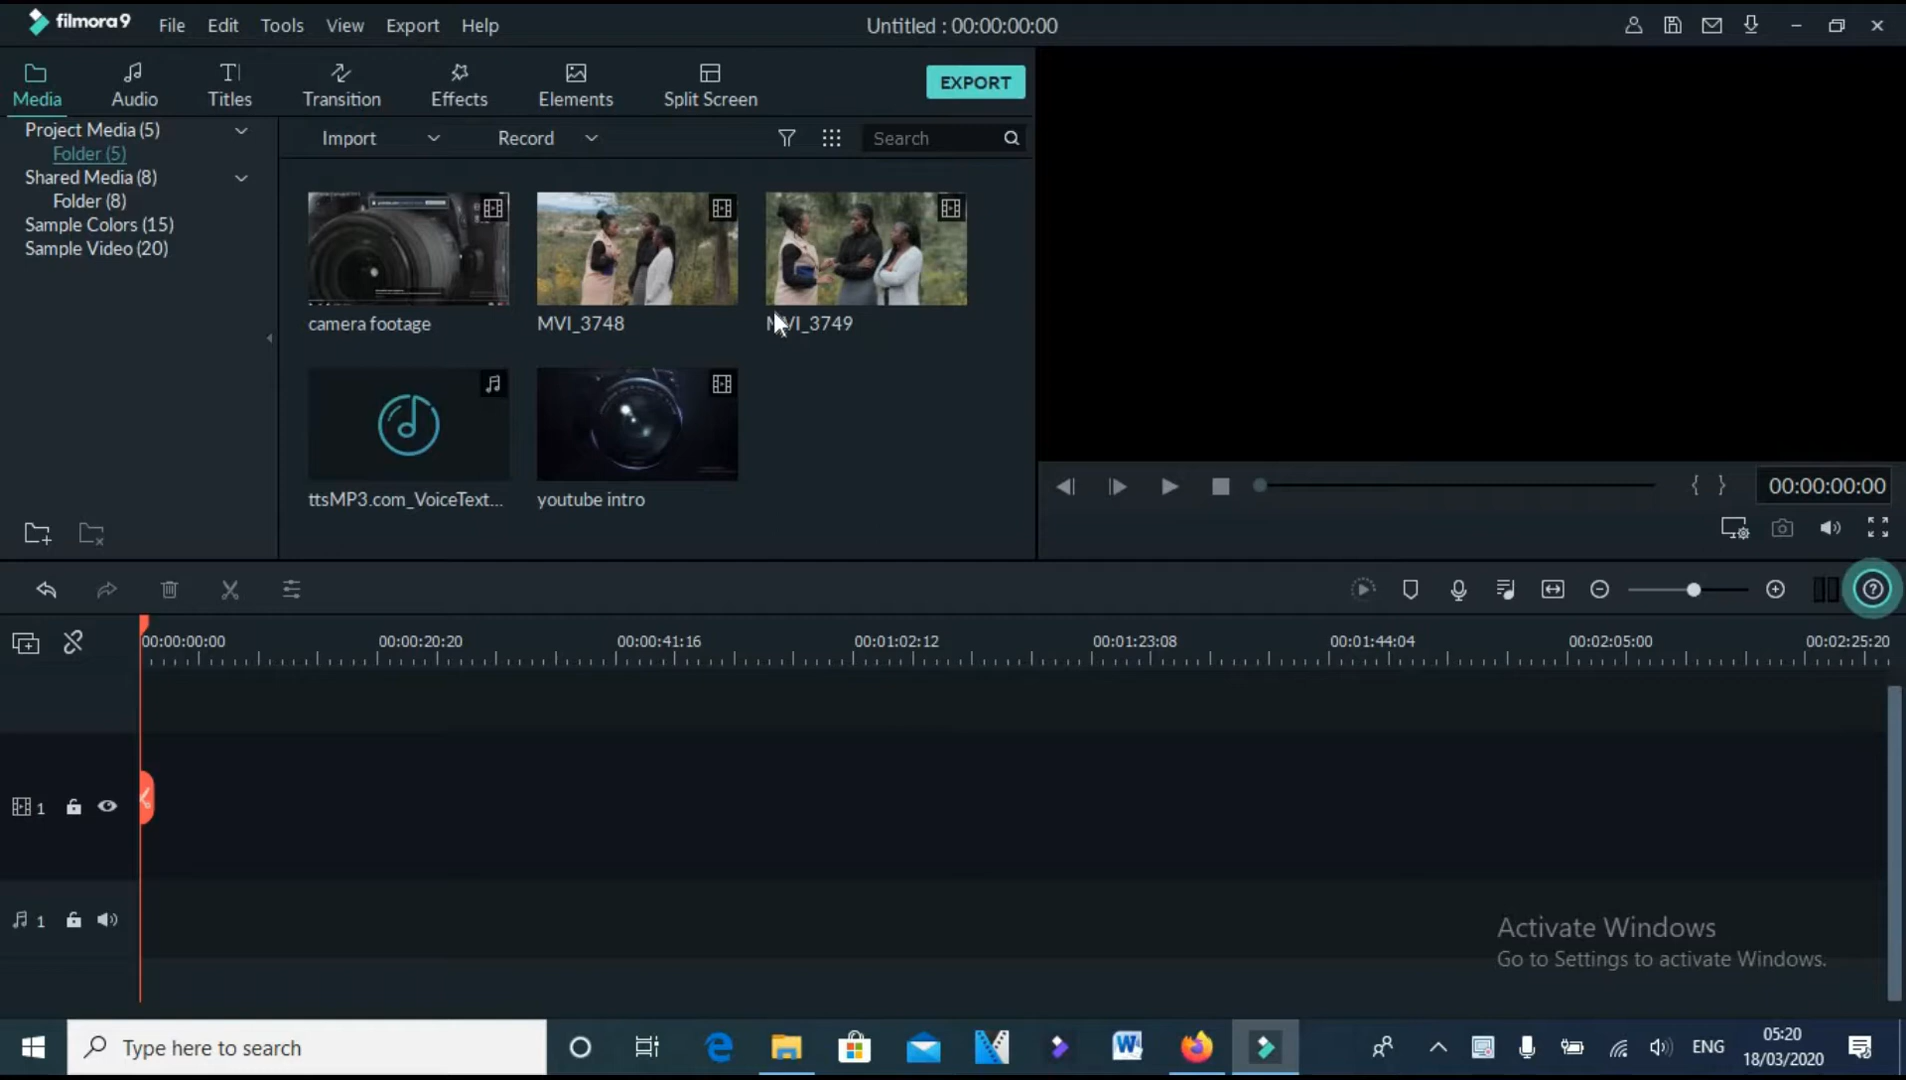 filmora9 File Edit Tools View Export Help Untitled : 00:00:00:00
Media Audio Titles Transition Effects Elements Split Screen EXPORT
Project Media (5)
Folder (5)
Shared Media (8)
Folder (8)
Sample Colors (15)
Sample Video (20)
Import Record Search
camera footage MVI_3748 MVI_3749
ttsMP3.com_VoiceText... youtube intro
{ } 00:00:00:00
00:00:00:00 00:00:20:20 00:00:41:16 00:01:02:12 00:01:23:08 00:01:44:04 00:02:05:00 00:02:25:20
1
1
Activate Windows
Go to Settings to activate Windows.
Type here to search
ENG
05:20
18/03/2020